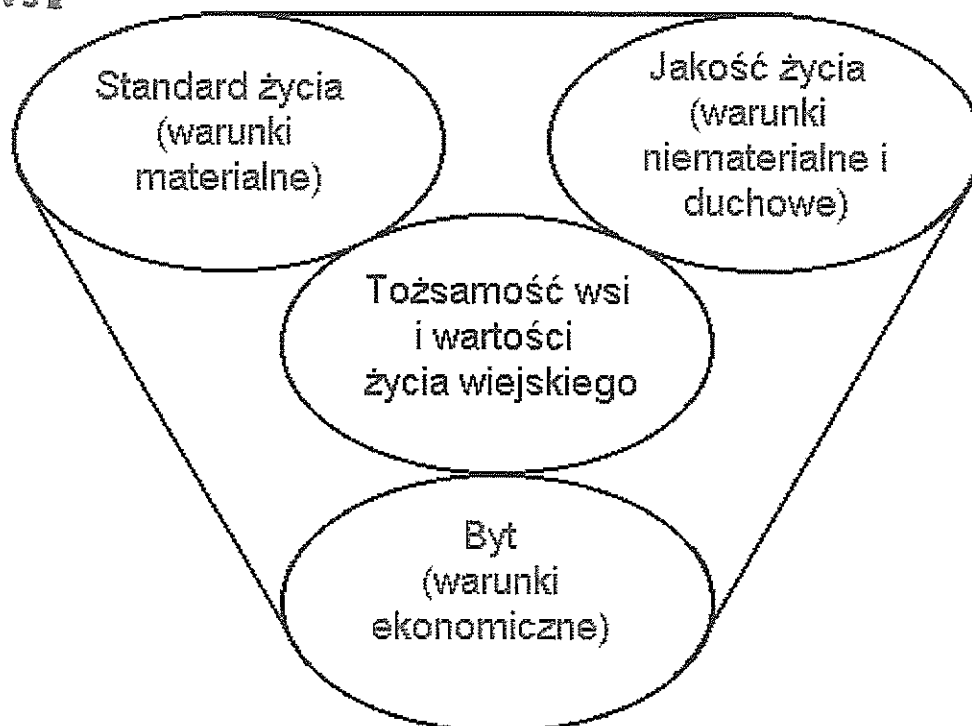 Standard życia
(warunki
materialne)
Jakość życia
(warunki
niematerialne i
duchowe)
Tożsamość wsi
i wartości
życia wiejskiego
Byt
(warunki
ekonomiczne)